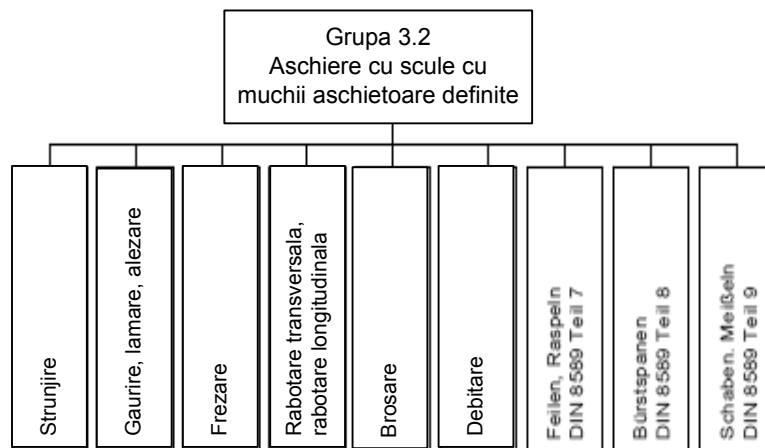 Grupa 3.2
Aschiere cu scule cu
muchii aschietoare definite
Strunjire
Gaurire, lamare, alezare
Frezare
Rabotare transversala,
rabotare longitudinala
Brosare
Debitare
Feilen, Raspeln
DIN 8589 Teil 7
Bürstspanen
DIN 8589 Teil 8
Schaben, Meißeln
DIN 8589 Teil 9